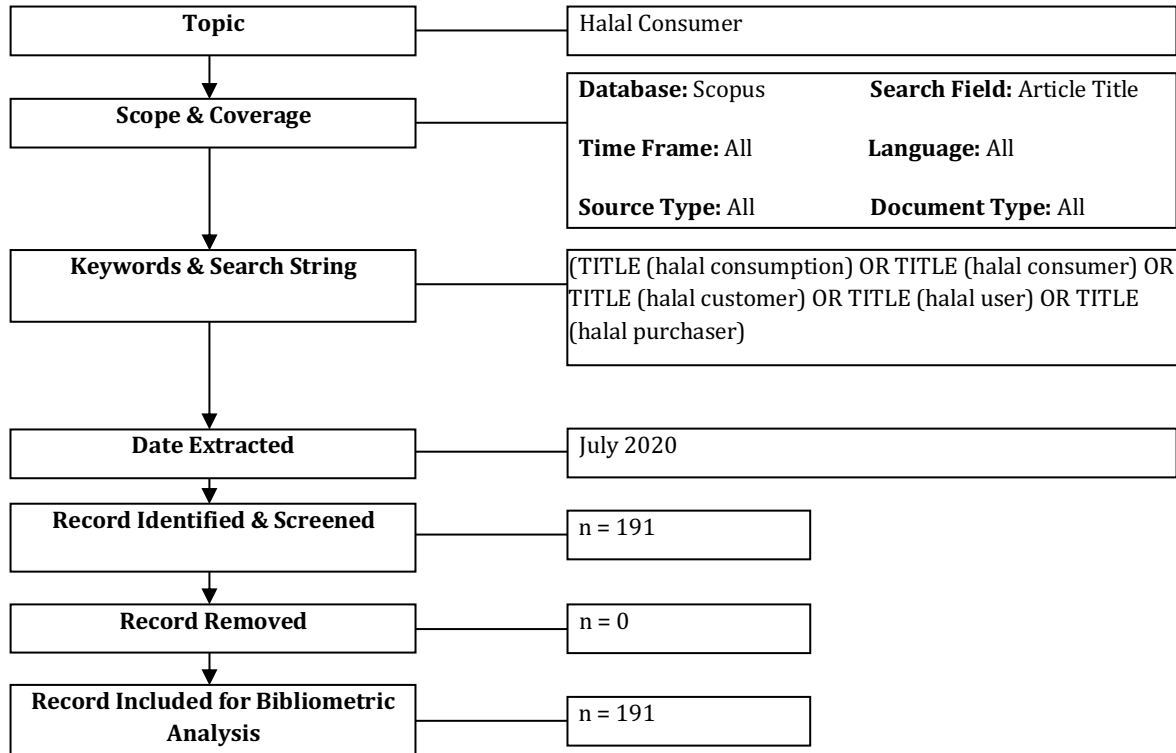 Topic
Halal Consumer
Scope & Coverage
Database: Scopus Search Field: Article Title
Time Frame: All Language: All
Source Type: All Document Type: All
Keywords & Search String
(TITLE (halal consumption) OR TITLE (halal consumer) OR
TITLE (halal customer) OR TITLE (halal user) OR TITLE
(halal purchaser)
Date Extracted
July 2020
Record Identified & Screened
n = 191
Record Removed
n = 0
Record Included for Bibliometric
Analysis
n = 191